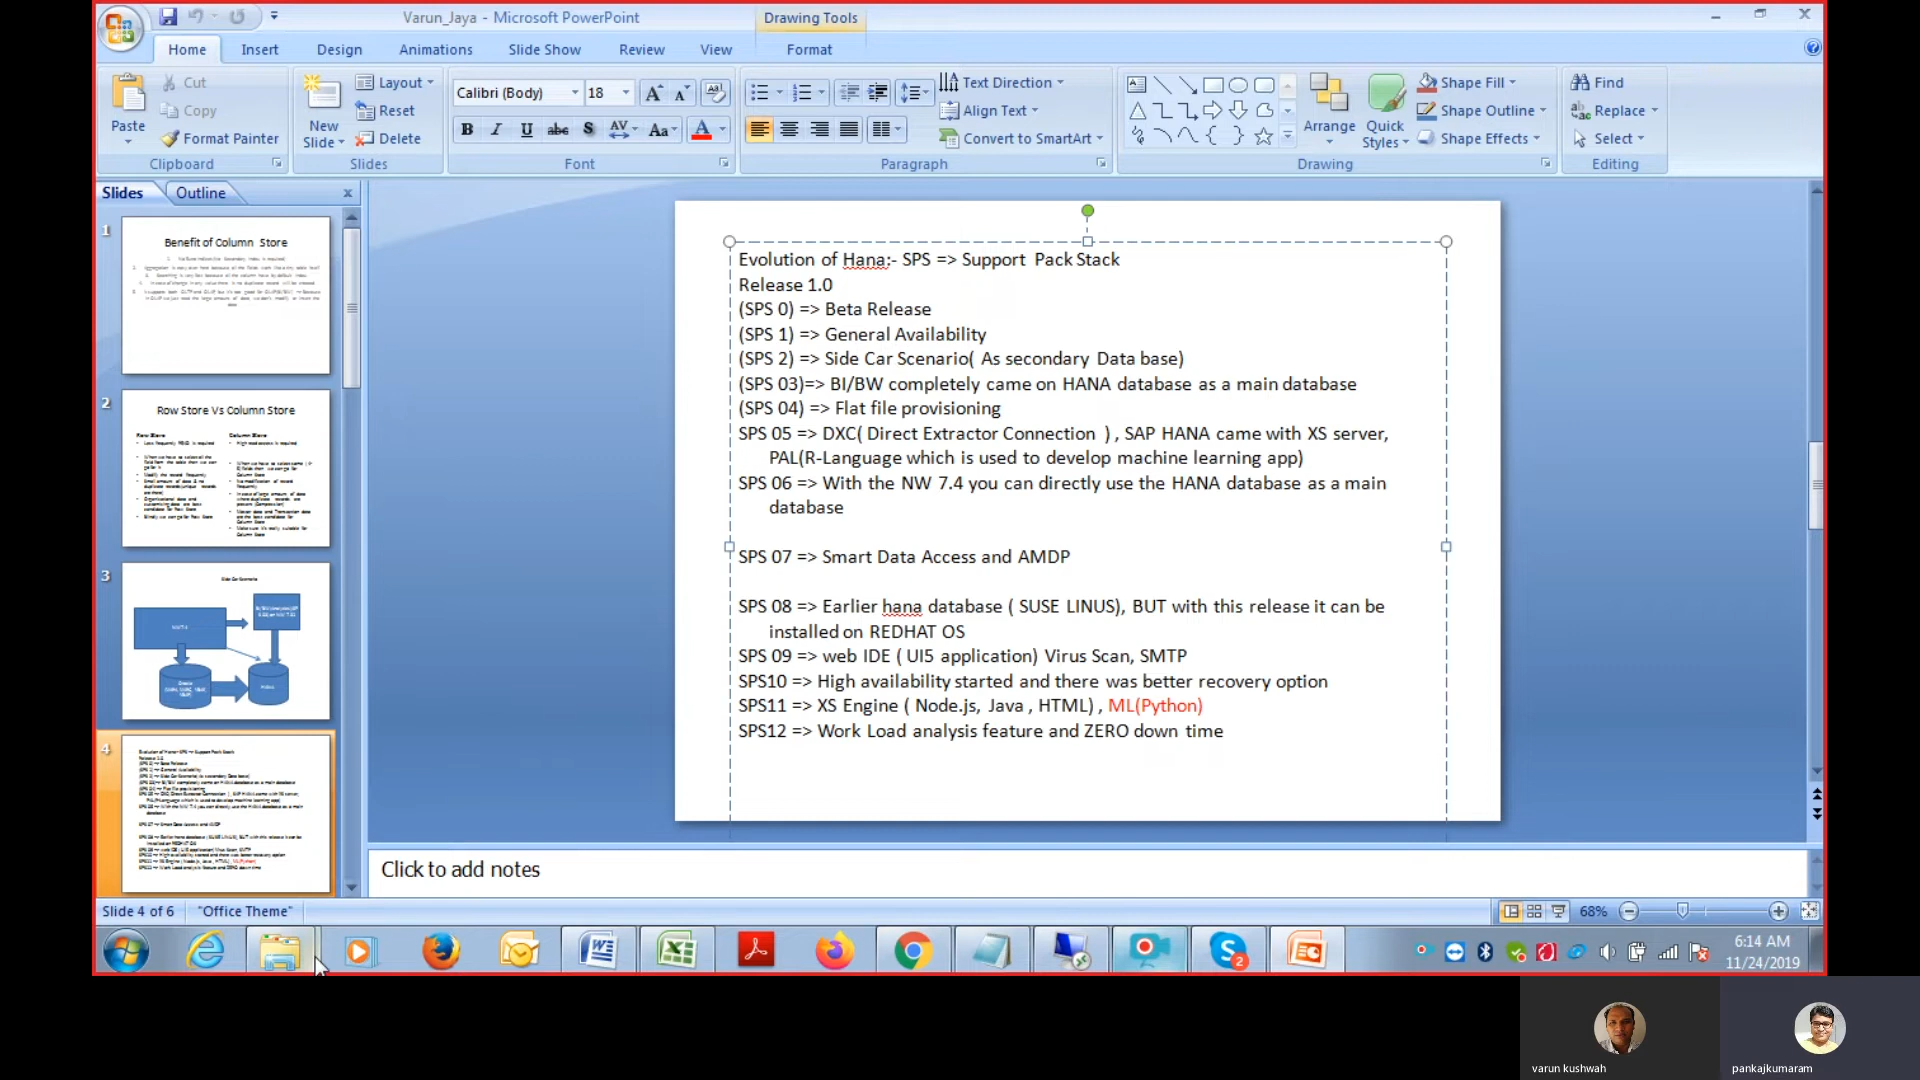 Varun_Jaya - Microsoft PowerPoint
Drawing Tools
Home Insert Design Animations Slide Show Review View Format
Paste
Cut
Copy
Format Painter
Clipboard
New Slide
Layout
Reset
Delete
Slides
Calibri (Body) 18
Font
Text Direction
Align Text
Convert to SmartArt
Paragraph
Arrange
Quick Styles
Shape Fill
Shape Outline
Shape Effects
Drawing
Find
Replace
Select
Editing
Slides Outline
1
Benefit of Column Store
2
Row Store Vs Column Store
Row Store
Column Store
3
Side Car Scenario
4
Evolution of Hana:- SPS => Support Pack Stack
Release 1.0
(SPS 0) => Beta Release
(SPS 1) => General Availability
(SPS 2) => Side Car Scenario( As secondary Data base)
(SPS 03)=> BI/BW completely came on HANA database as a main database
(SPS 04) => Flat file provisioning
SPS 05 => DXC( Direct Extractor Connection ) , SAP HANA came with XS server,
PAL(R-Language which is used to develop machine learning app)
SPS 06 => With the NW 7.4 you can directly use the HANA database as a main
database
SPS 07 => Smart Data Access and AMDP
SPS 08 => Earlier hana database ( SUSE LINUS), BUT with this release it can be
installed on REDHAT OS
SPS 09 => web IDE ( UI5 application) Virus Scan, SMTP
SPS10 => High availability started and there was better recovery option
SPS11 => XS Engine ( Node.js, Java , HTML) , ML(Python)
SPS12 => Work Load analysis feature and ZERO down time
Click to add notes
Slide 4 of 6 "Office Theme" 68%
6:14 AM
11/24/2019
varun kushwah
pankajkumaram